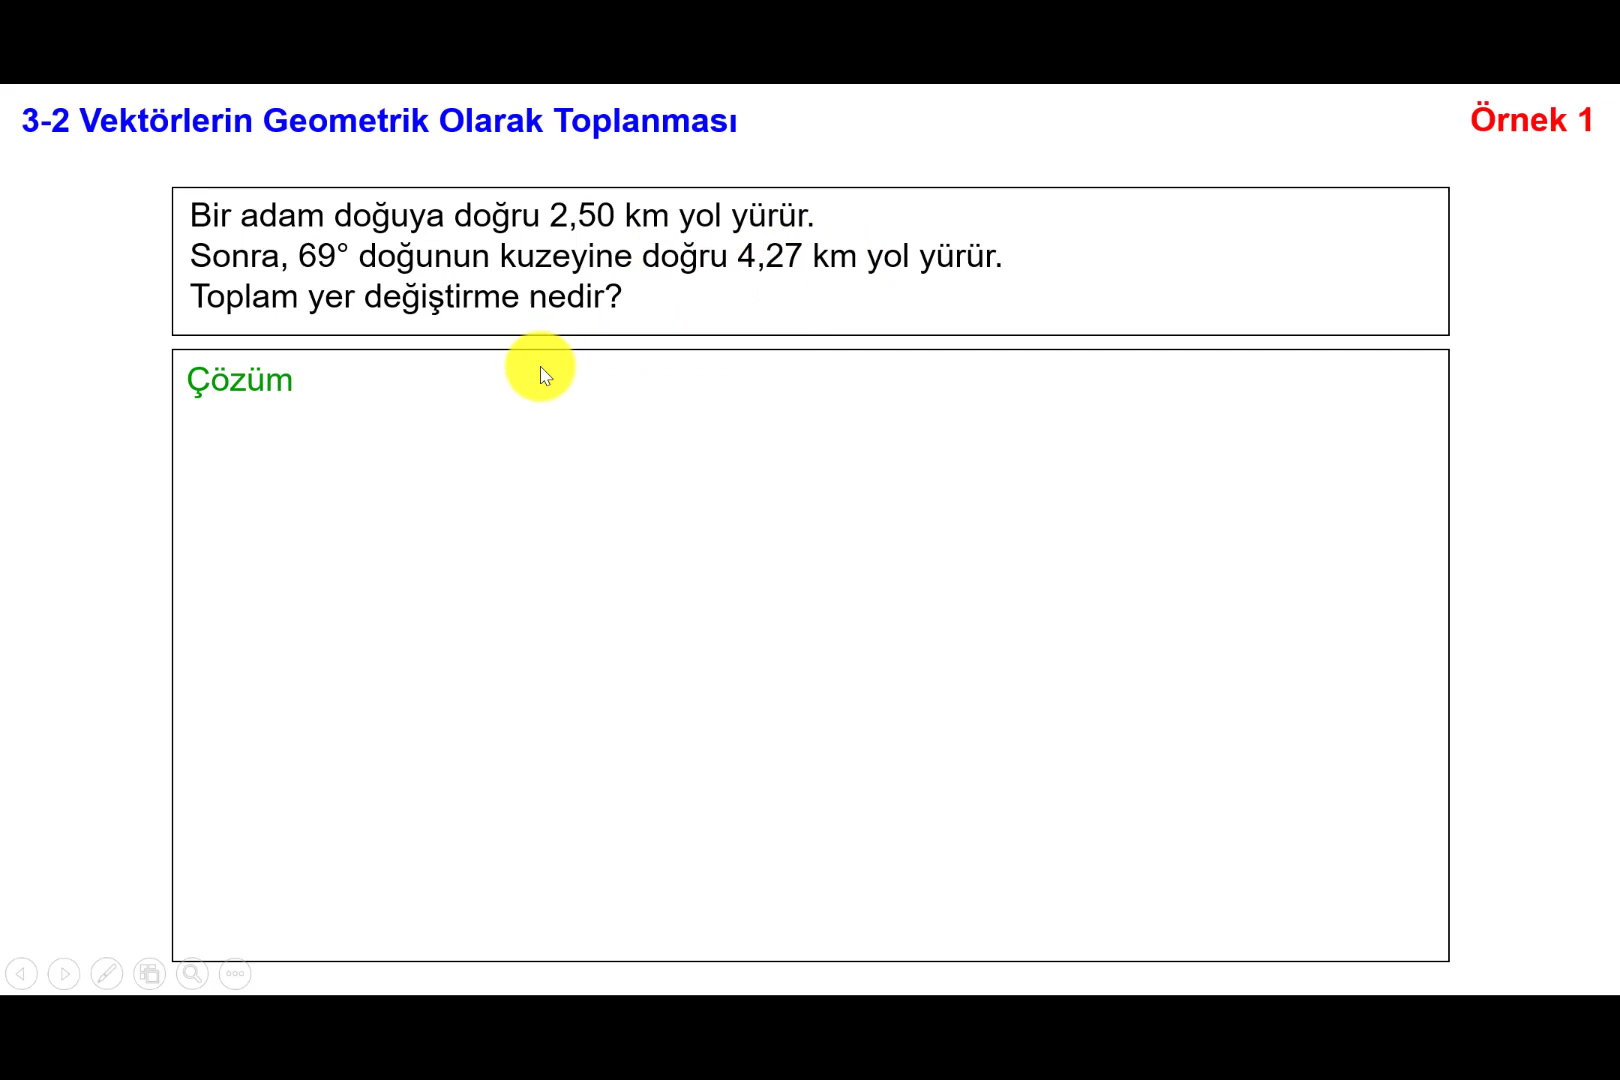 3-2 Vektörlerin Geometrik Olarak Toplanması
Örnek 1
Bir adam doğuya doğru 2,50 km yol yürür.
Sonra, 69° doğunun kuzeyine doğru 4,27 km yol yürür.
Toplam yer değiştirme nedir?
Çözüm